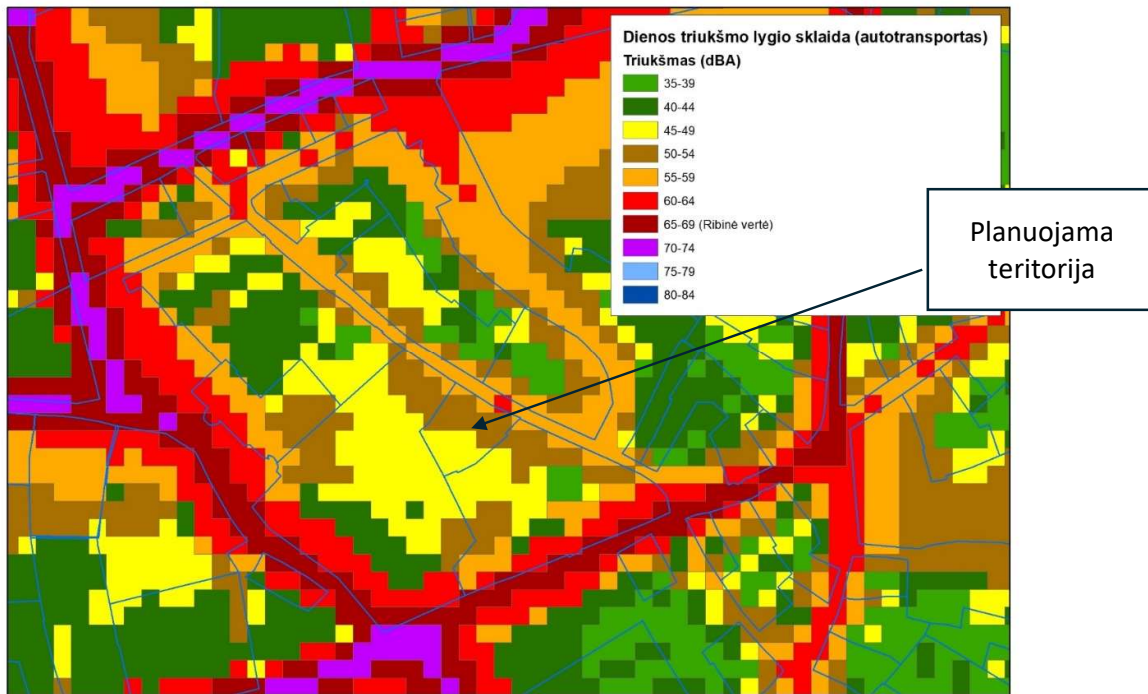 Dienos triukšmo lygio sklaida (autotransportas)
Triukšmas (dBA)
35-39
40-44
45-49
50-54
55-59
60-64
65-69 (Ribinė vertė)
70-74
75-79
80-84
Planuojama
teritorija